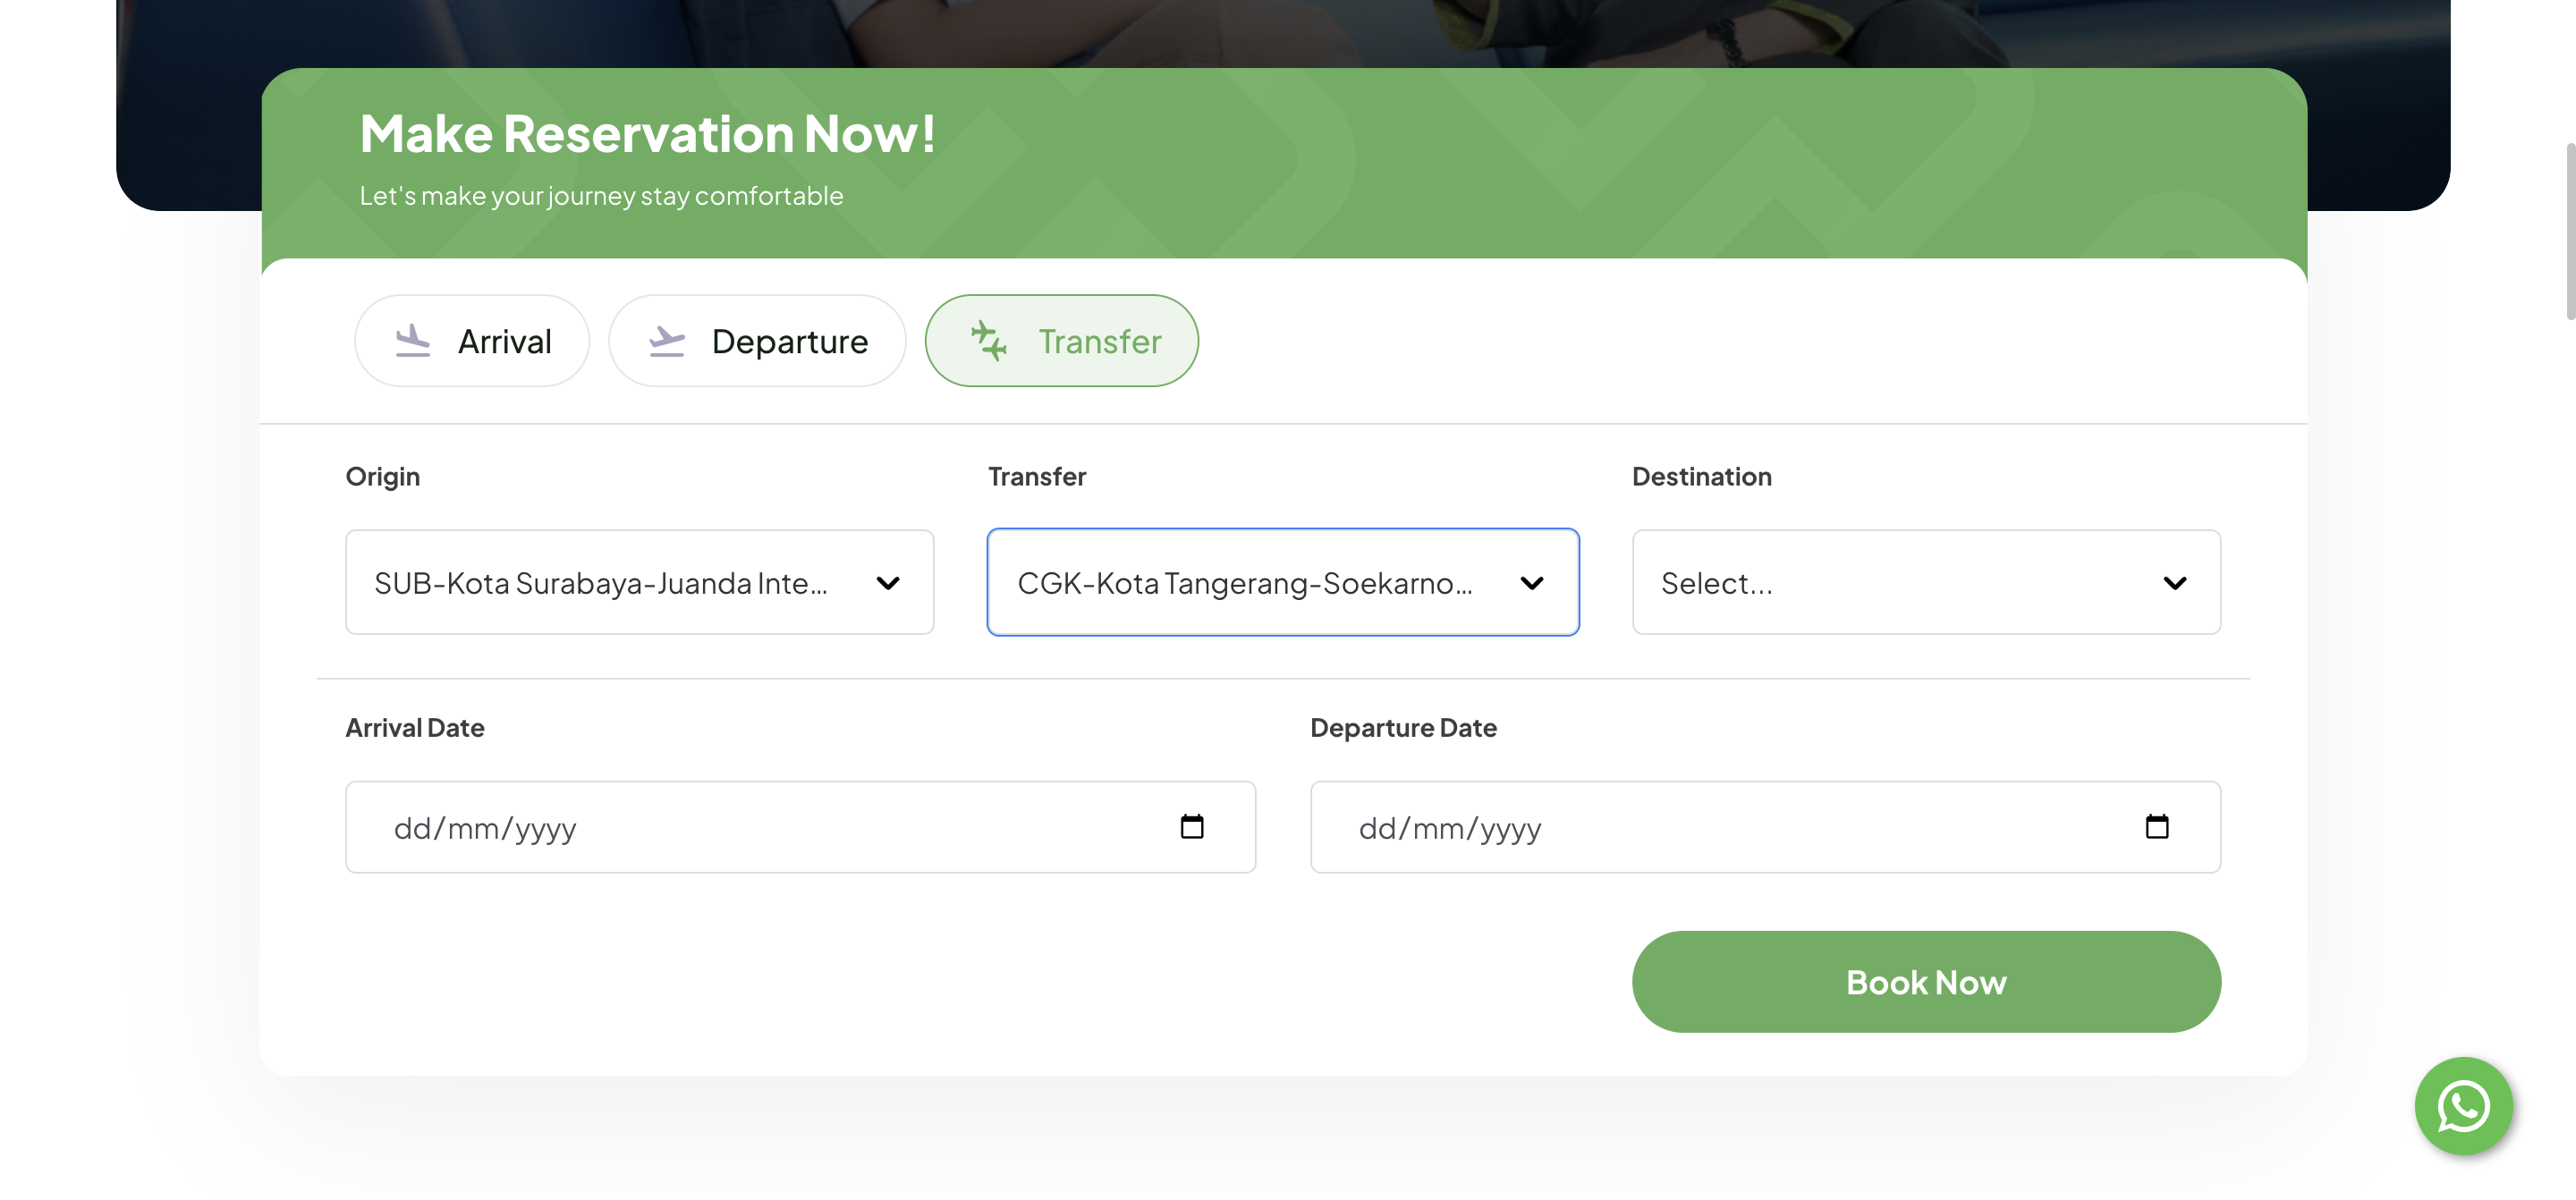 Make Reservation Now!
Let's make your journey stay comfortable
Arrival
Departure
Transfer
Origin
Transfer
Destination
SUB-Kota Surabaya-Juanda Inte...
CGK-Kota Tangerang-Soekarno...
Select...
Arrival Date
Departure Date
dd/mm/yyyy
dd/mm/yyyy
Book Now